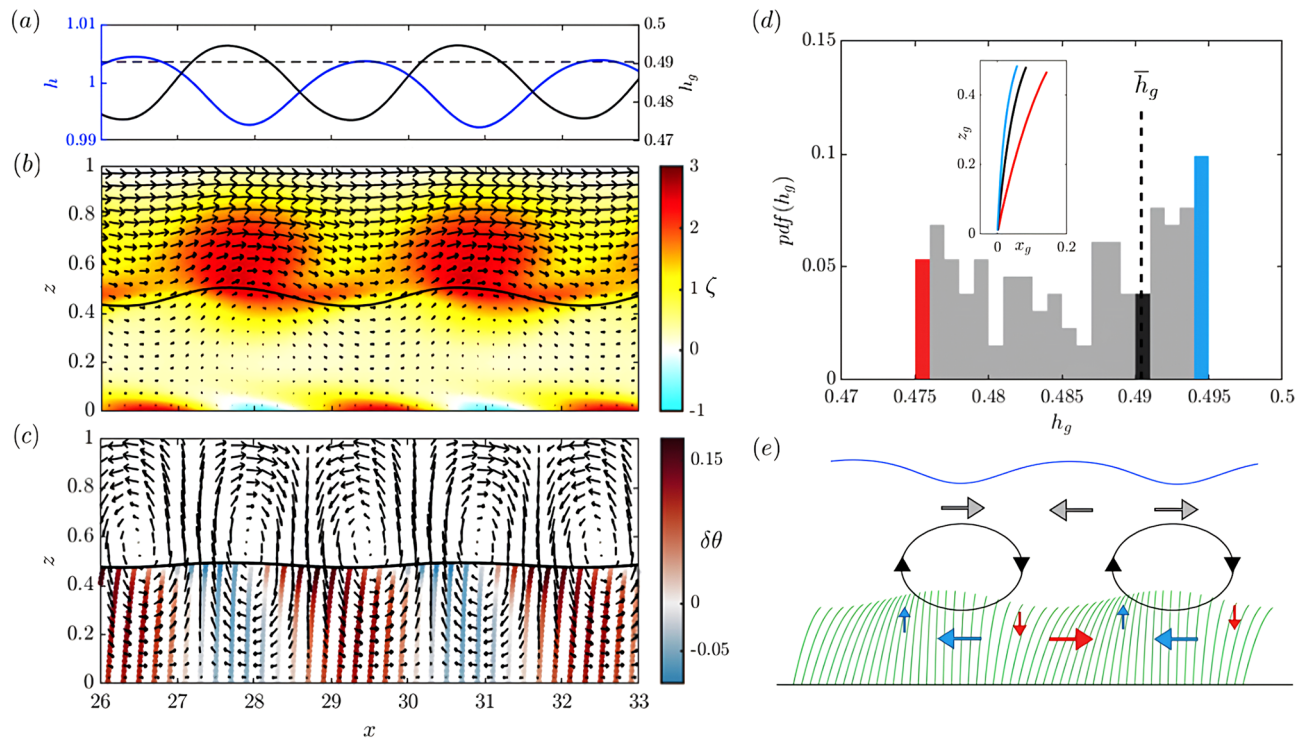 (a)
1.01
1
0.99
h
0.5
0.49
0.48
0.47
h_g
(b)
1
0.8
0.6
0.4
0.2
0
z
3
2
1
0
-1
ζ
(c)
1
0.8
0.6
0.4
0.2
0
z
26 27 28 29 30 31 32 33
x
0.15
0
-0.05
δθ
(d)
0.15
0.1
0.05
0
pdf (h_g)
0.4
0.2
0
z_g
0 x_g 0.2
h̅_g
0.47 0.475 0.48 0.485 0.49 0.495 0.5
h_g
(e)